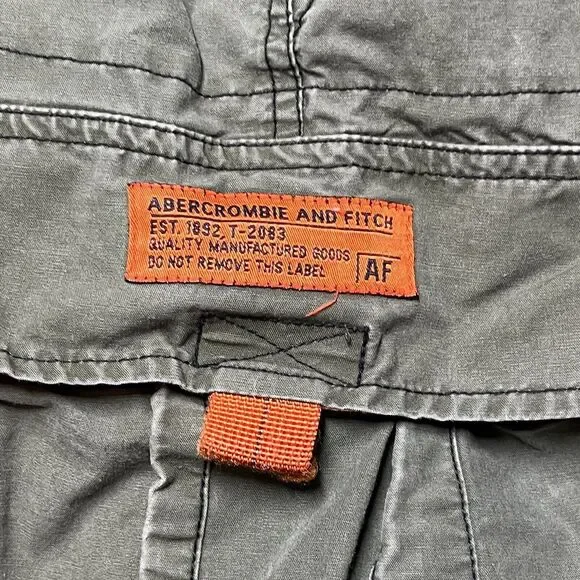 ABERCROMBIE AND FITCH
EST. 1892 T-2083
QUALITY MANUFACTURED GOODS
DO NOT REMOVE THIS LABEL
AF